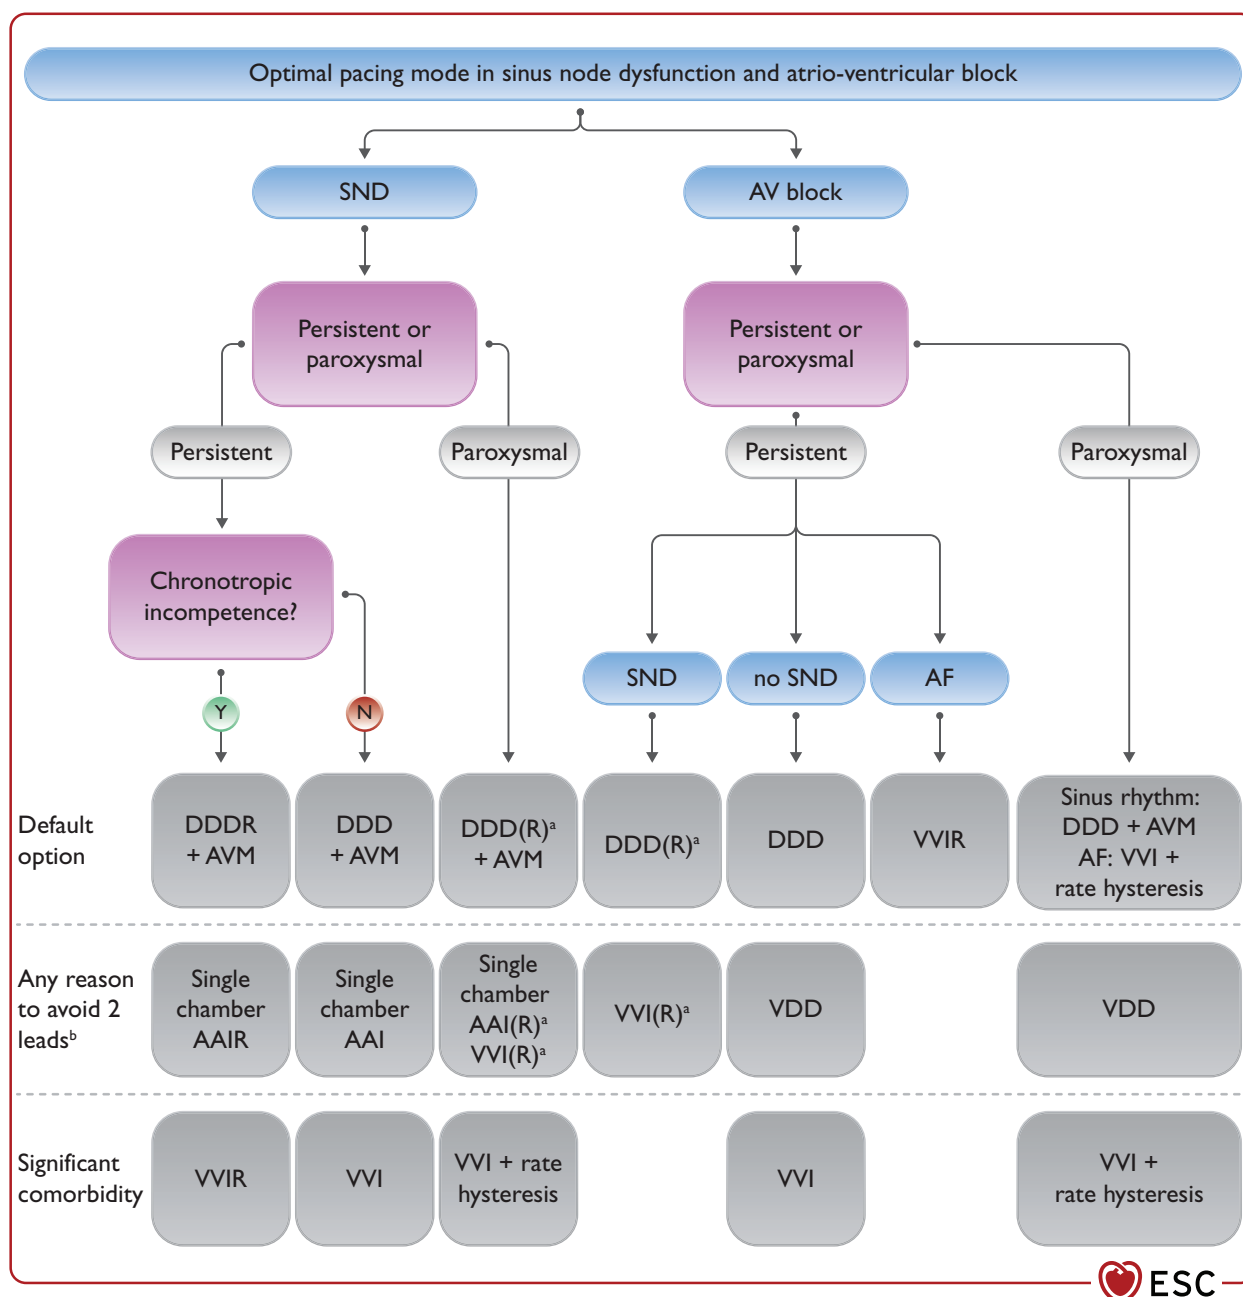 Optimal pacing mode in sinus node dysfunction and atrio-ventricular block
SND
AV block
Persistent or
paroxysmal
Persistent or
paroxysmal
Persistent
Paroxysmal
Persistent
Paroxysmal
Chronotropic
incompetence?
Y
N
SND
no SND
AF
Default
option
DDDR
+ AVM
DDD
+ AVM
DDD(R)ᵃ
+ AVM
DDD(R)ᵃ
DDD
VVIR
Sinus rhythm:
DDD + AVM
AF: VVI +
rate hysteresis
Any reason
to avoid 2
leadsᵇ
Single
chamber
AAIR
Single
chamber
AAI
Single
chamber
AAI(R)ᵃ
VVI(R)ᵃ
VVI(R)ᵃ
VDD
VDD
Significant
comorbidity
VVIR
VVI
VVI + rate
hysteresis
VVI
VVI +
rate hysteresis
ESC